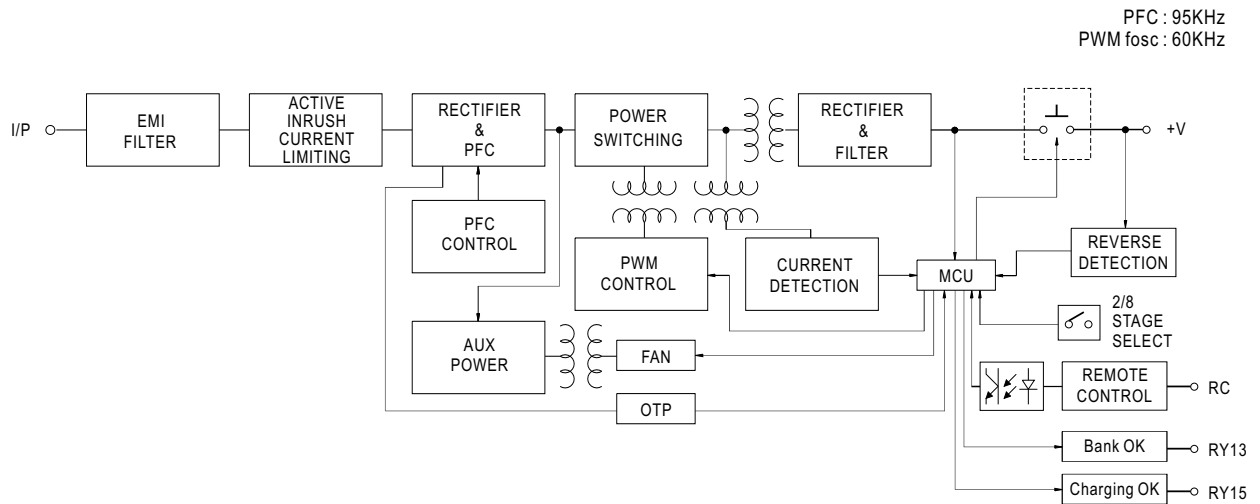 PFC : 95KHz
PWM fosc : 60KHz
I/P
EMI
FILTER
ACTIVE
INRUSH
CURRENT
LIMITING
RECTIFIER
&
PFC
POWER
SWITCHING
RECTIFIER
&
FILTER
+V
PFC
CONTROL
PWM
CONTROL
CURRENT
DETECTION
MCU
REVERSE
DETECTION
2/8
STAGE
SELECT
AUX
POWER
FAN
OTP
REMOTE
CONTROL
RC
Bank OK
RY13
Charging OK
RY15